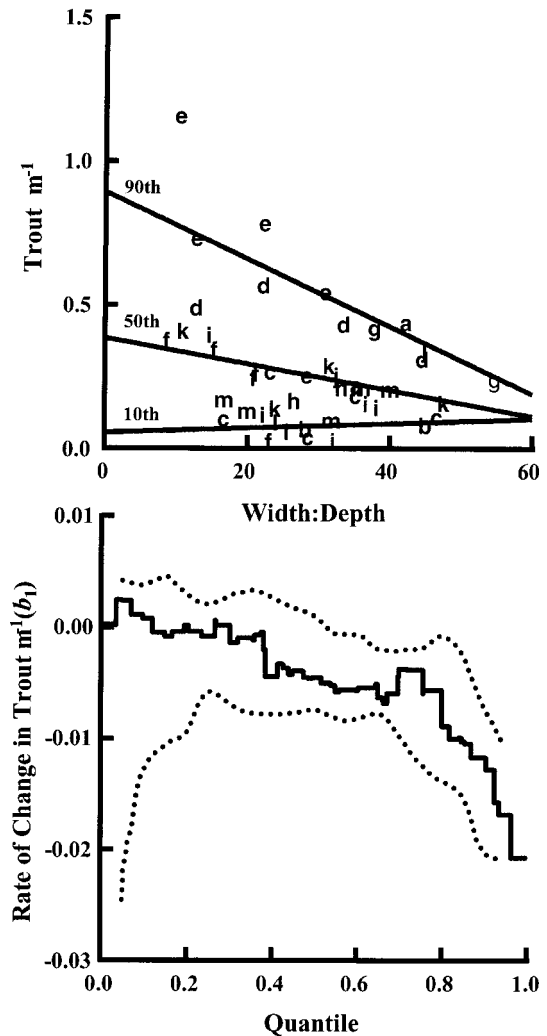 1.5
1.0
0.5
0.0
Trout m⁻¹
90th
50th
10th
e
e
e
e
d
d
d
g
a
d
g
f
k
i
f
f
c
e
k
i
m
k
m
c
m
i
k
h
m
i
f
i
f
c
i
i
c
b
c
0 20 40 60
Width:Depth
0.01
0.00
-0.01
-0.02
-0.03
Rate of Change in Trout m⁻¹(b₁)
0.0 0.2 0.4 0.6 0.8 1.0
Quantile